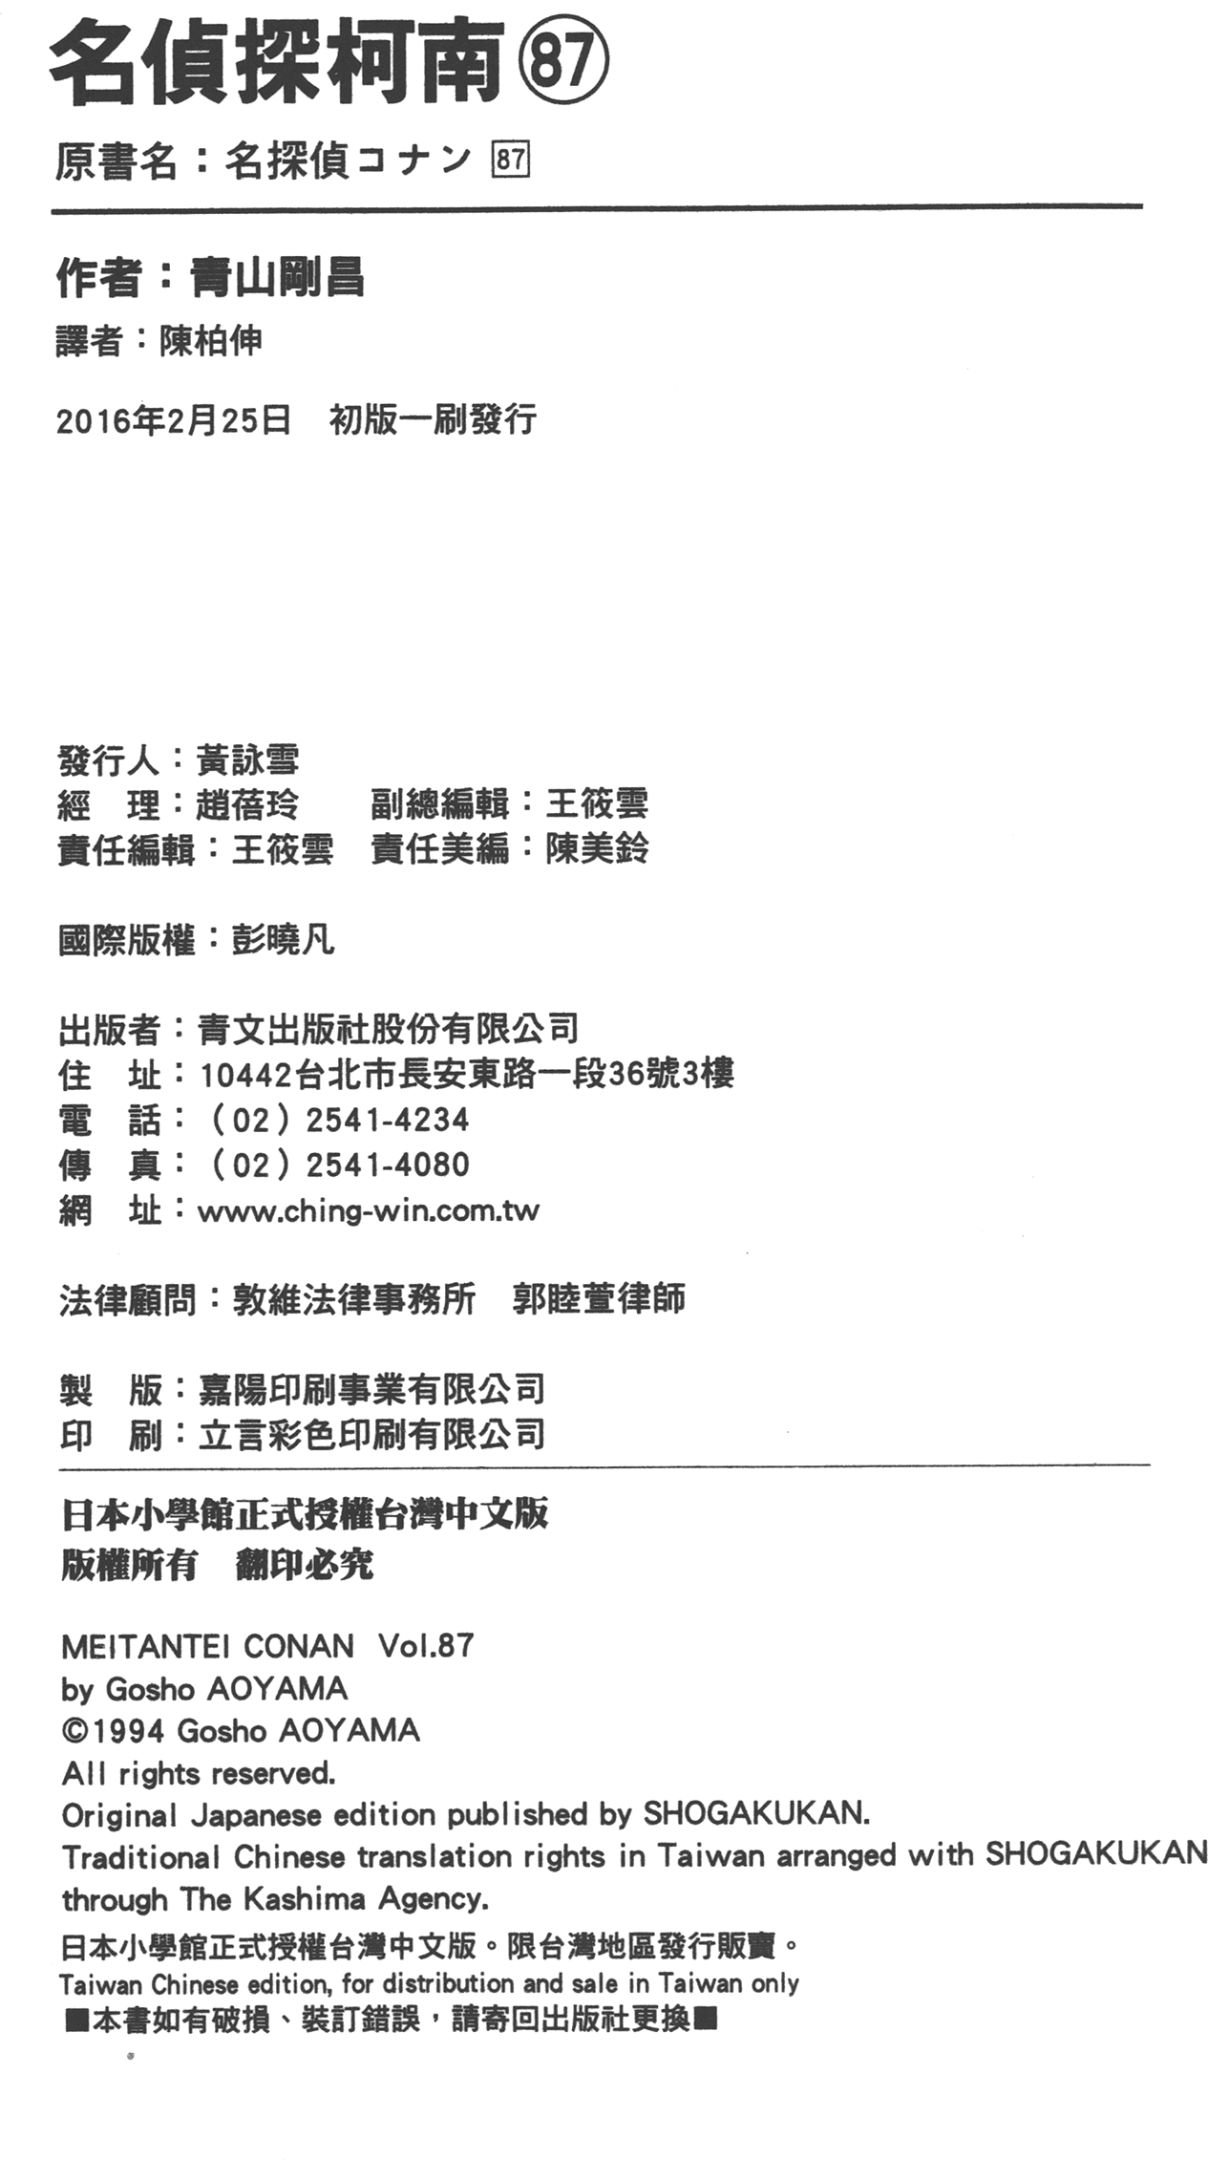 名偵探柯南 87
原書名：名探偵コナン 87
作者：青山剛昌
譯者：陳柏伸
2016年2月25日　初版一刷發行
發行人：黃詠雪
經　理：趙蓓玲　　副總編輯：王筱雲
責任編輯：王筱雲　責任美編：陳美鈴
國際版權：彭曉凡
出版者：青文出版社股份有限公司
住　址：10442台北市長安東路一段36號3樓
電　話：（02）2541-4234
傳　真：（02）2541-4080
網　址：www.ching-win.com.tw
法律顧問：敦維法律事務所　郭睦萱律師
製　版：嘉陽印刷事業有限公司
印　刷：立言彩色印刷有限公司
日本小學館正式授權台灣中文版
版權所有　翻印必究
MEITANTEI CONAN Vol.87
by Gosho AOYAMA
©1994 Gosho AOYAMA
All rights reserved.
Original Japanese edition published by SHOGAKUKAN.
Traditional Chinese translation rights in Taiwan arranged with SHOGAKUKAN
through The Kashima Agency.
日本小學館正式授權台灣中文版。限台灣地區發行販賣。
Taiwan Chinese edition, for distribution and sale in Taiwan only
■本書如有破損、裝訂錯誤，請寄回出版社更換■